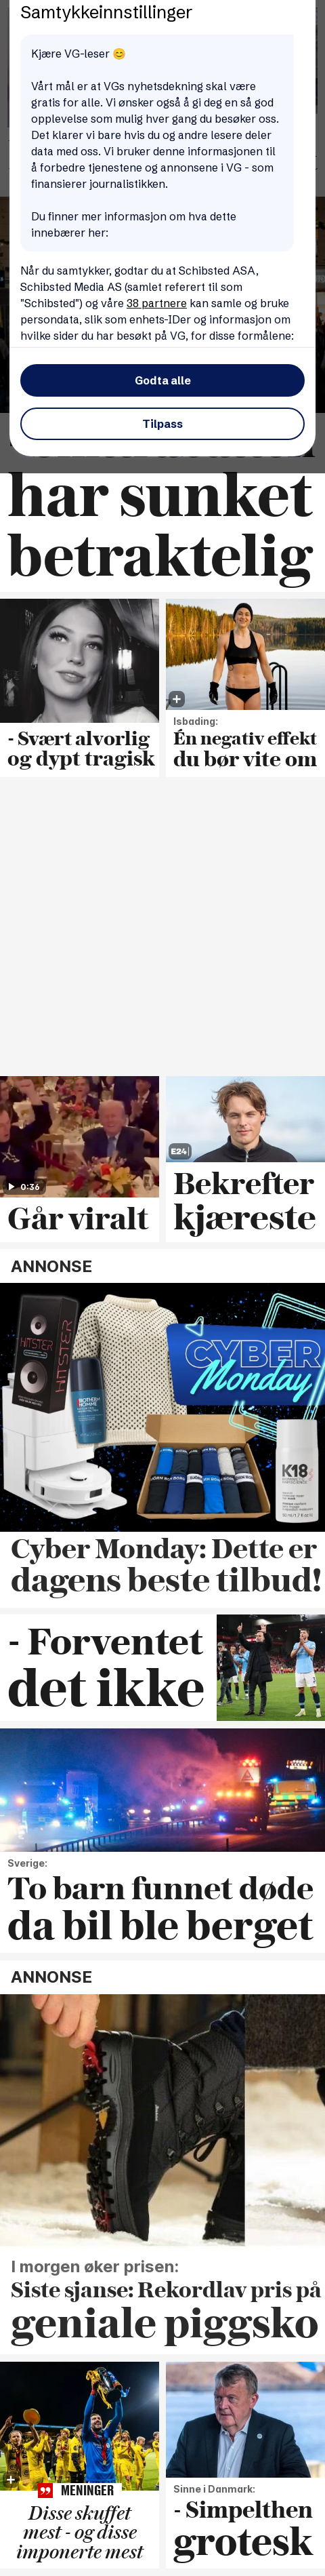 Samtykkeinnstillinger
Kjære VG-leser 😊
Vårt mål er at VGs nyhetsdekning skal være
gratis for alle. Vi ønsker også å gi deg en så god
opplevelse som mulig hver gang du besøker oss.
Det klarer vi bare hvis du og andre lesere deler
data med oss. Vi bruker denne informasjonen til
å forbedre tjenestene og annonsene i VG - som
finansierer journalistikken.
Du finner mer informasjon om hva dette
innebærer her:
Når du samtykker, godtar du at Schibsted ASA,
Schibsted Media AS (samlet referert til som
"Schibsted") og våre 38 partnere kan samle og bruke
persondata, slik som enhets-IDer og informasjon om
hvilke sider du har besøkt på VG, for disse formålene:
Godta alle
Tilpass
har sunket
betraktelig
- Svært alvorlig
og dypt tragisk
Isbading:
Én negativ effekt
du bør vite om
0:36
Går viralt
E24
Bekrefter
kjæreste
ANNONSE
HITSTER
HITSTER
CYBER
Monday
BIOTHERM
HOMME
K18
Cyber Monday: Dette er
dagens beste tilbud!
- Forventet
det ikke
Sverige:
To barn funnet døde
da bil ble berget
ANNONSE
I morgen øker prisen:
Siste sjanse: Rekordlav pris på
geniale piggsko
MENINGER
Disse skuffet
mest - og disse
imponerte mest
Sinne i Danmark:
- Simpelthen
grotesk